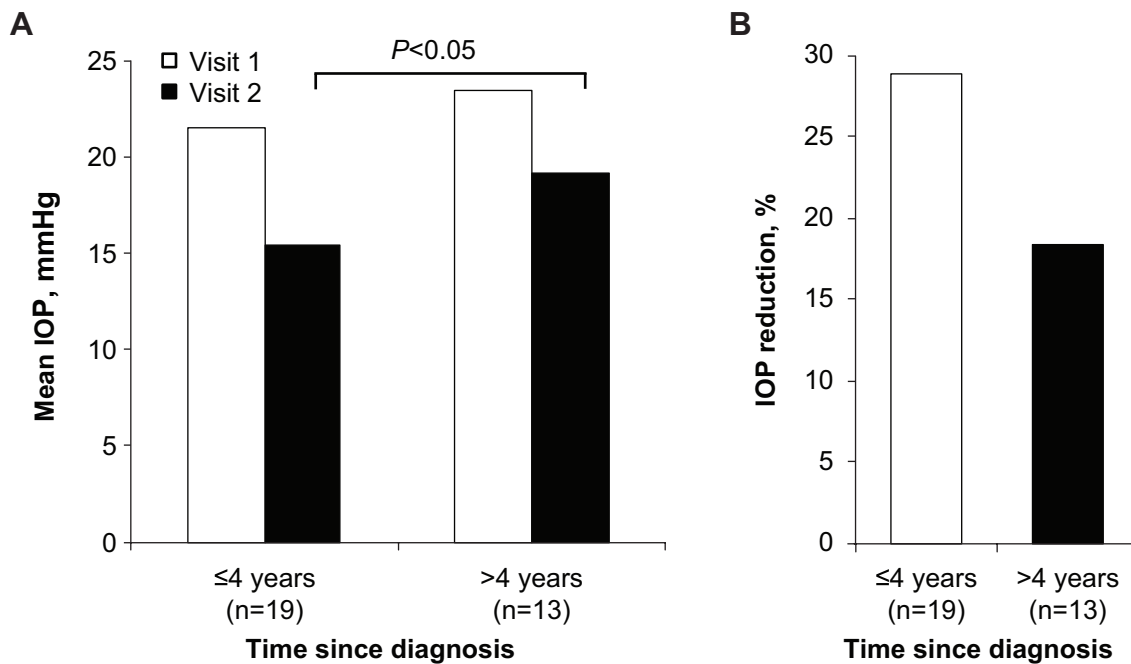 A
Visit 1
Visit 2
P<0.05
25
20
15
10
5
0
Mean IOP, mmHg
≤4 years
(n=19)
>4 years
(n=13)
Time since diagnosis
B
30
25
20
15
10
5
0
IOP reduction, %
≤4 years
(n=19)
>4 years
(n=13)
Time since diagnosis